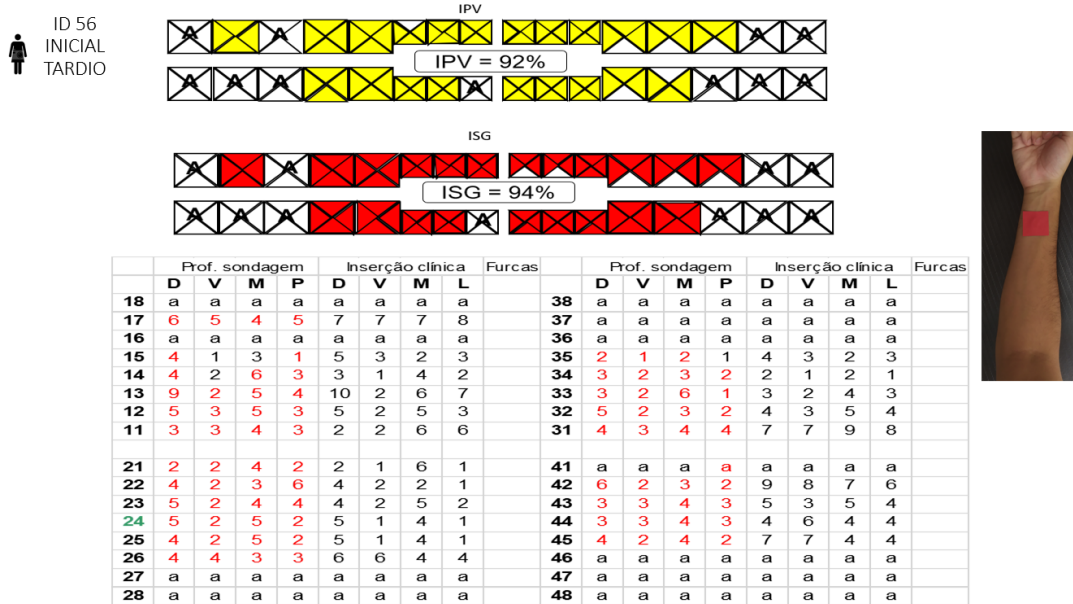 IPV
ID 56
INICIAL
TARDIO
A A A A
IPV = 92%
A A A A A A A
ISG
A A A A
ISG = 94%
A A A A A A A
Prof. sondagem Inserção clínica Furcas Prof. sondagem Inserção clínica Furcas
D V M P D V M L D V M P D V M L
18 a a a a a a a a 38 a a a a a a a a
17 6 5 4 5 7 7 7 8 37 a a a a a a a a
16 a a a a a a a a 36 a a a a a a a a
15 4 1 3 1 5 3 2 3 35 2 1 2 1 4 3 2 3
14 4 2 6 3 3 1 4 2 34 3 2 3 2 2 1 2 1
13 9 2 5 4 10 2 6 7 33 3 2 6 1 3 2 4 3
12 5 3 5 3 5 2 5 3 32 5 2 3 2 4 3 5 4
11 3 3 4 3 2 2 6 6 31 4 3 4 4 7 7 9 8
21 2 2 4 2 2 1 6 1 41 a a a a a a a a
22 4 2 3 6 4 2 2 1 42 6 2 3 2 9 8 7 6
23 5 2 4 4 4 2 5 2 43 3 3 4 3 5 3 5 4
24 5 2 5 2 5 1 4 1 44 3 3 4 3 4 6 4 4
25 4 2 5 2 5 1 4 1 45 4 2 4 2 7 7 4 4
26 4 4 3 3 6 6 4 4 46 a a a a a a a a
27 a a a a a a a a 47 a a a a a a a a
28 a a a a a a a a 48 a a a a a a a a